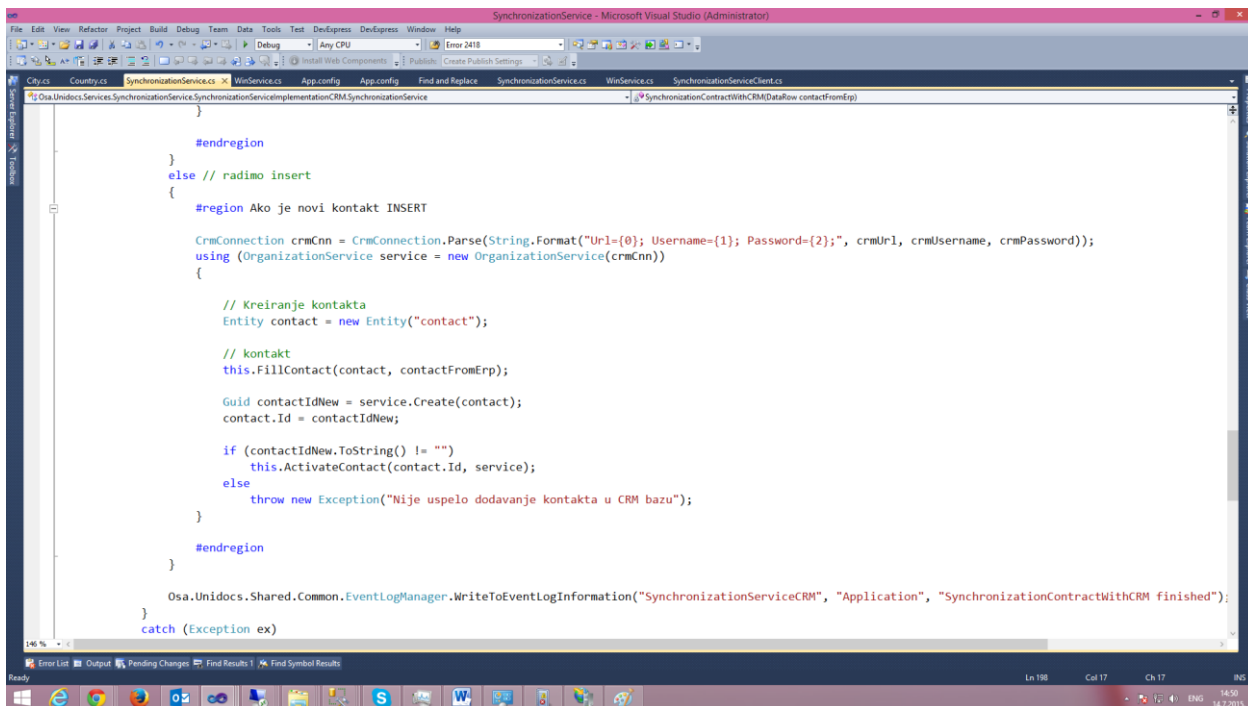 SynchronizationService - Microsoft Visual Studio (Administrator)
File Edit View Refactor Project Build Debug Team Data Tools Test DevExpress DevExpress Window Help
Debug Any CPU Error 2418
Install Web Components Publish: Create Publish Settings
City.cs Country.cs SynchronizationService.cs WinService.cs App.config App.config Find and Replace SynchronizationService.cs WinService.cs SynchronizationServiceClient.cs
Osa.Unidocs.Services.SynchronizationService.SynchronizationServiceImplementationCRM.SynchronizationService SynchronizationContractWithCRM(DataRow contactFromErp)
Server Explorer
Toolbox
}
#endregion
}
else // radimo insert
{
#region Ako je novi kontakt INSERT
CrmConnection crmCnn = CrmConnection.Parse(String.Format("Url={0}; Username={1}; Password={2};", crmUrl, crmUsername, crmPassword));
using (OrganizationService service = new OrganizationService(crmCnn))
{
// Kreiranje kontakta
Entity contact = new Entity("contact");
// kontakt
this.FillContact(contact, contactFromErp);
Guid contactIdNew = service.Create(contact);
contact.Id = contactIdNew;
if (contactIdNew.ToString() != "")
this.ActivateContact(contact.Id, service);
else
throw new Exception("Nije uspelo dodavanje kontakta u CRM bazu");
}
#endregion
}
Osa.Unidocs.Shared.Common.EventLogManager.WriteToEventLogInformation("SynchronizationServiceCRM", "Application", "SynchronizationContractWithCRM finished");
}
catch (Exception ex)
146 %
Error List Output Pending Changes Find Results 1 Find Symbol Results
Ready Ln 198 Col 17 Ch 17 INS
ENG 14:50
14.7.2015